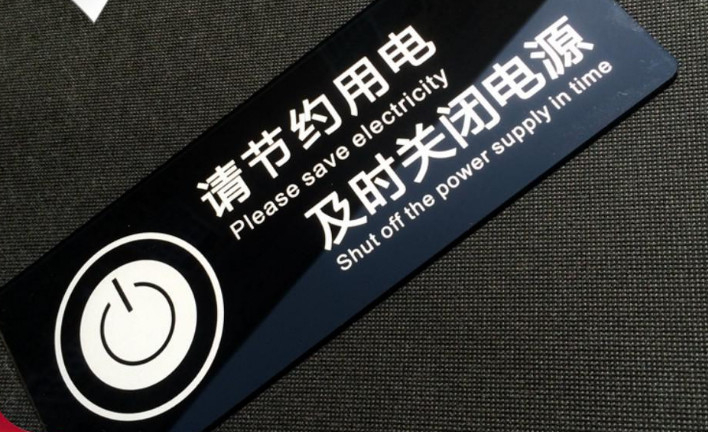 请节约用电
Please save electricity
及时关闭电源
Shut off the power supply in time